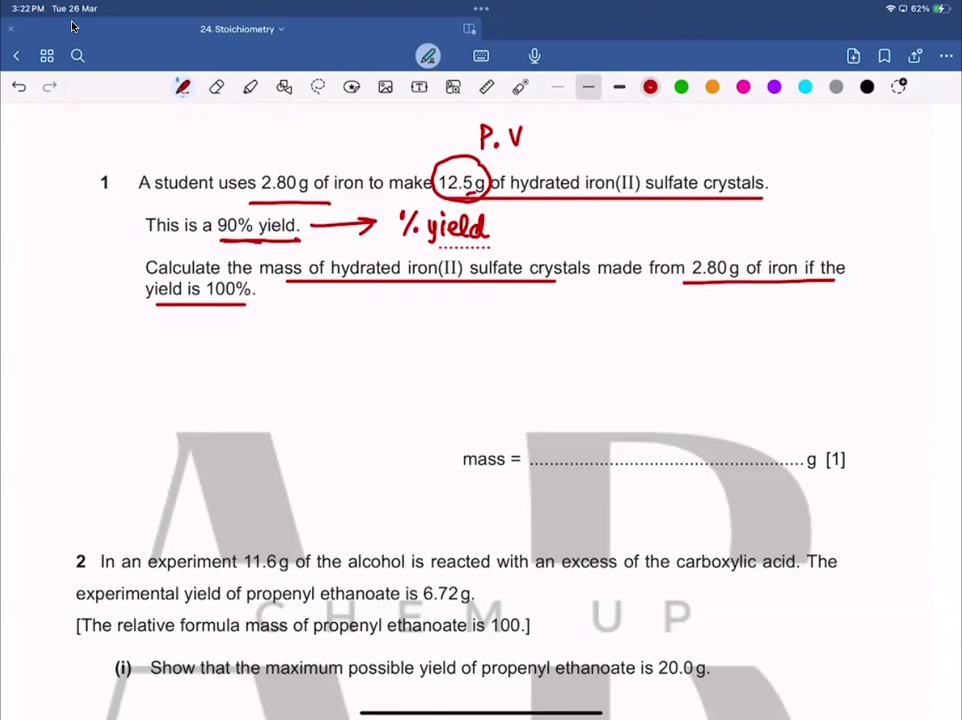 3:22 PM Tue 26 Mar
62%
24. Stoichiometry
P.V
1 A student uses 2.80 g of iron to make 12.5 g of hydrated iron(II) sulfate crystals.
This is a 90% yield. → % yield
Calculate the mass of hydrated iron(II) sulfate crystals made from 2.80 g of iron if the
yield is 100%.
mass = ........................................................ g [1]
2 In an experiment 11.6 g of the alcohol is reacted with an excess of the carboxylic acid. The
experimental yield of propenyl ethanoate is 6.72 g.
CHEM UP
[The relative formula mass of propenyl ethanoate is 100.]
(i) Show that the maximum possible yield of propenyl ethanoate is 20.0 g.
AR